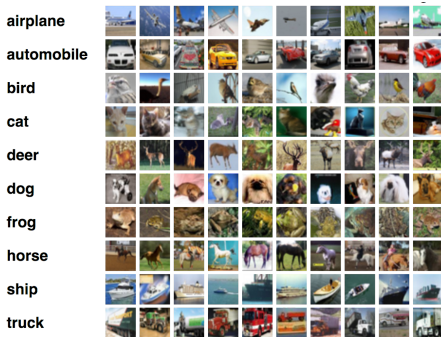 airplane
automobile
bird
cat
deer
dog
frog
horse
ship
truck